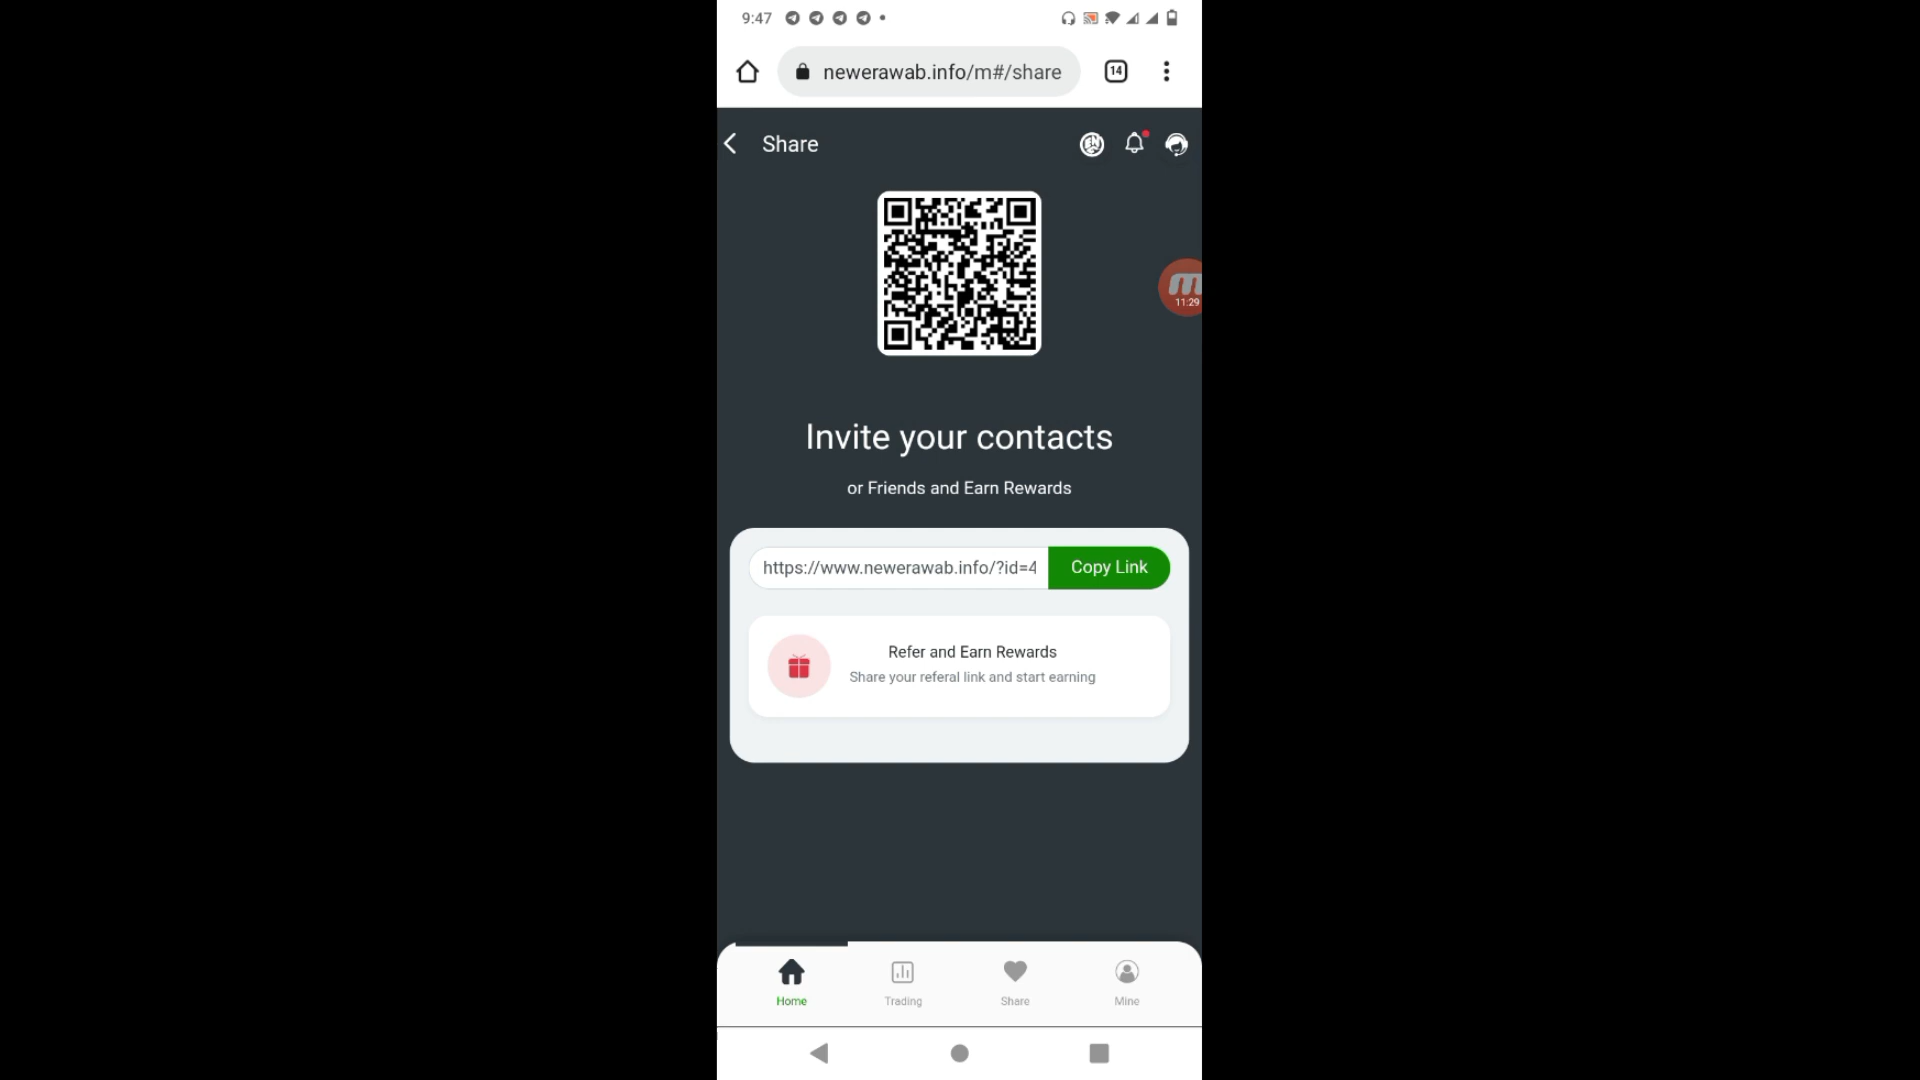 9:47
newerawab.info/m#/share
14
Share
11:29
Invite your contacts
or Friends and Earn Rewards
https://www.newerawab.info/?id=4
Copy Link
Refer and Earn Rewards
Share your referal link and start earning
Home
Trading
Share
Mine